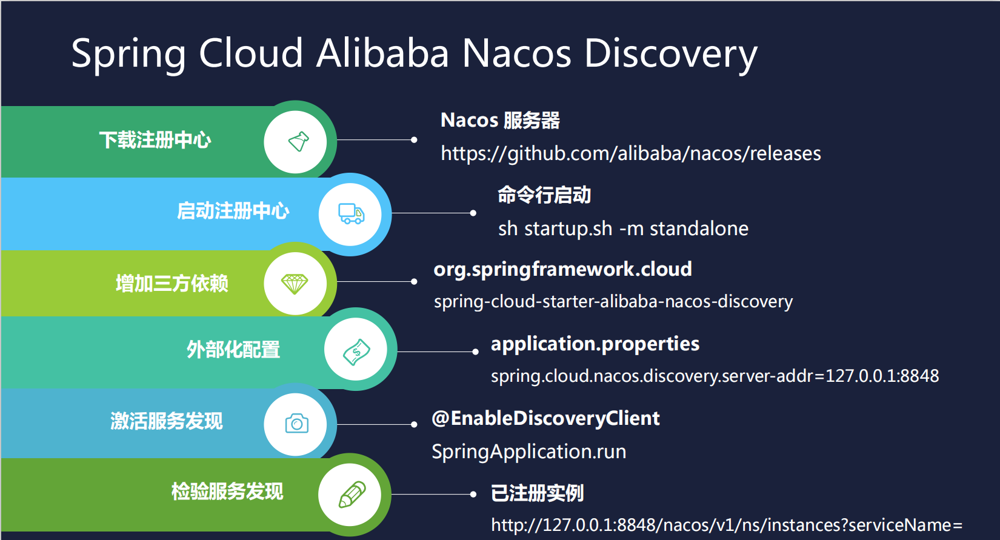 Spring Cloud Alibaba Nacos Discovery
下载注册中心
Nacos 服务器
https://github.com/alibaba/nacos/releases
启动注册中心
命令行启动
sh startup.sh -m standalone
增加三方依赖
org.springframework.cloud
spring-cloud-starter-alibaba-nacos-discovery
外部化配置
application.properties
spring.cloud.nacos.discovery.server-addr=127.0.0.1:8848
激活服务发现
@EnableDiscoveryClient
SpringApplication.run
检验服务发现
已注册实例
http://127.0.0.1:8848/nacos/v1/ns/instances?serviceName=